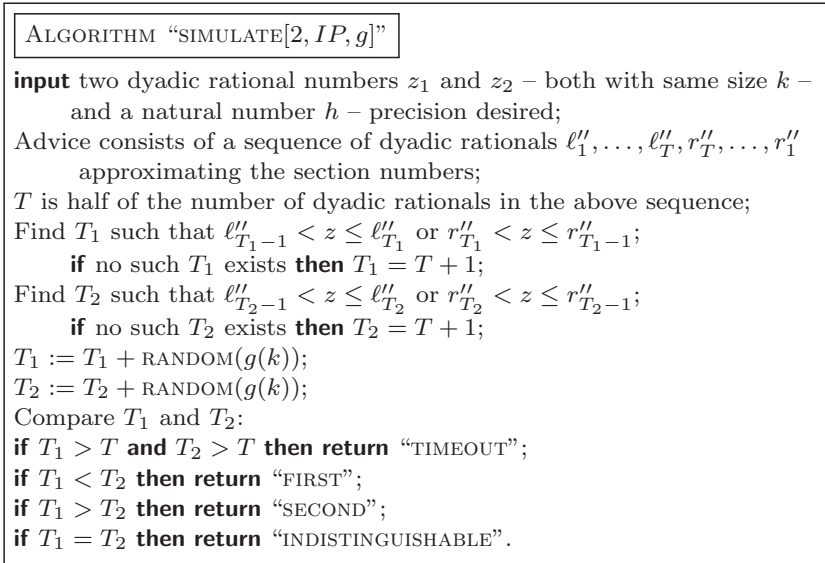 ALGORITHM “SIMULATE[2, IP, g]”
input two dyadic rational numbers z₁ and z₂ – both with same size k –
and a natural number h – precision desired;
Advice consists of a sequence of dyadic rationals ℓ″₁, . . . , ℓ″_T, r″_T, . . . , r″₁
approximating the section numbers;
T is half of the number of dyadic rationals in the above sequence;
Find T₁ such that ℓ″_{T₁−1} < z ≤ ℓ″_{T₁} or r″_{T₁} < z ≤ r″_{T₁−1};
if no such T₁ exists then T₁ = T + 1;
Find T₂ such that ℓ″_{T₂−1} < z ≤ ℓ″_{T₂} or r″_{T₂} < z ≤ r″_{T₂−1};
if no such T₂ exists then T₂ = T + 1;
T₁ := T₁ + RANDOM(g(k));
T₂ := T₂ + RANDOM(g(k));
Compare T₁ and T₂:
if T₁ > T and T₂ > T then return “TIMEOUT”;
if T₁ < T₂ then return “FIRST”;
if T₁ > T₂ then return “SECOND”;
if T₁ = T₂ then return “INDISTINGUISHABLE”.